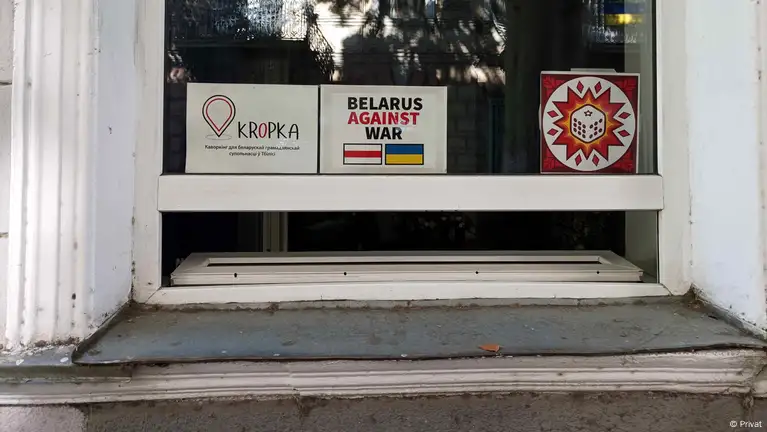 KROPKA
Каворкінг для беларускай грамадзянскай
супольнасці ў Тбілісі
BELARUS
AGAINST
WAR
© Privat